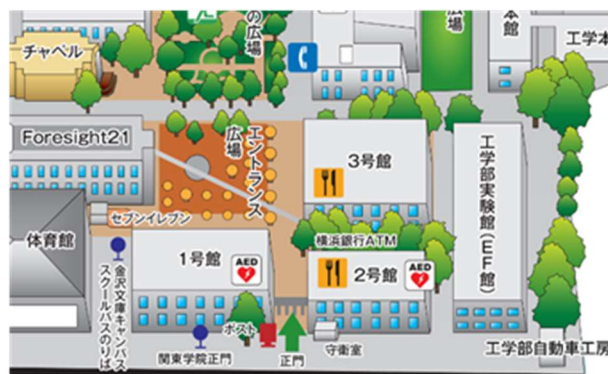 の広場
広場
本館
工学本
チャペル
Foresight21
エントランス
広場
3号館
工学部実験館(EF館)
セブンイレブン
体育館
横浜銀行ATM
1号館
AED
2号館
AED
金沢文庫キャンパス
スクールバスのりば
ポスト
関東学院正門
正門
守衛室
工学部自動車工房